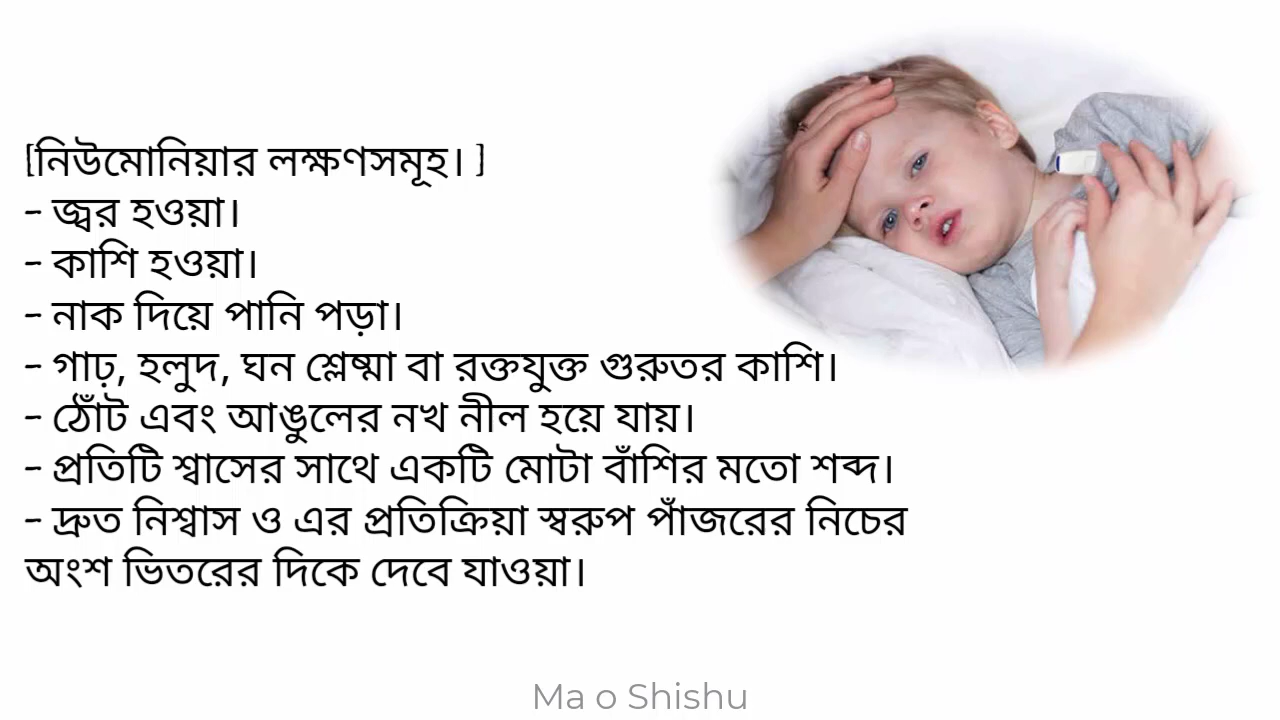 [নিউমোনিয়ার লক্ষণসমূহ। ]
- জ্বর হওয়া।
- কাশি হওয়া।
- নাক দিয়ে পানি পড়া।
- গাঢ়, হলুদ, ঘন শ্লেষ্মা বা রক্তযুক্ত গুরুতর কাশি।
- ঠোঁট এবং আঙুলের নখ নীল হয়ে যায়।
- প্রতিটি শ্বাসের সাথে একটি মোটা বাঁশির মতো শব্দ।
- দ্রুত নিশ্বাস ও এর প্রতিক্রিয়া স্বরুপ পাঁজরের নিচের
অংশ ভিতরের দিকে দেবে যাওয়া।
Ma o Shishu